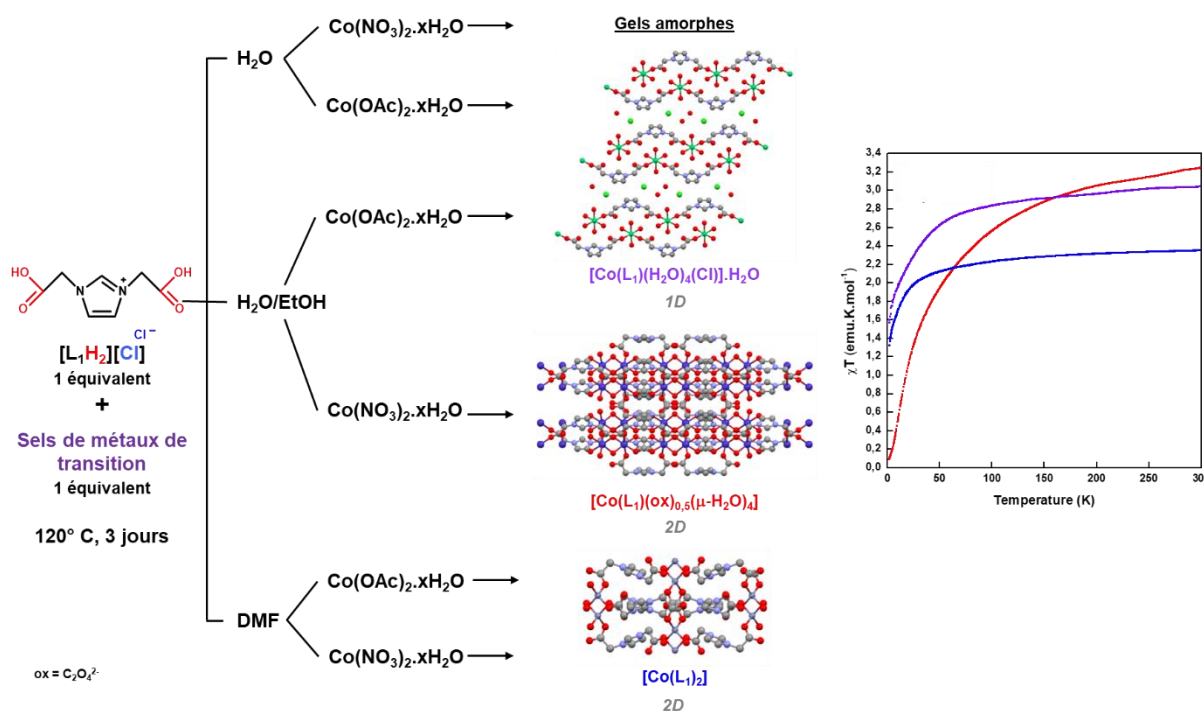 HO
O
N
N
+
OH
O
Cl⁻
[L₁H₂][Cl]
1 équivalent
+
Sels de métaux de
transition
1 équivalent
120° C, 3 jours
ox = C₂O₄²⁻
H₂O
Co(NO₃)₂.xH₂O
Co(OAc)₂.xH₂O
H₂O/EtOH
Co(OAc)₂.xH₂O
Co(NO₃)₂.xH₂O
DMF
Co(OAc)₂.xH₂O
Co(NO₃)₂.xH₂O
Gels amorphes
[Co(L₁)(H₂O)₄(Cl)].H₂O
1D
[Co(L₁)(ox)₀,₅(μ-H₂O)₄]
2D
[Co(L₁)₂]
2D
χT (emu.K.mol⁻¹)
3,4
3,2
3,0
2,8
2,6
2,4
2,2
2,0
1,8
1,6
1,4
1,2
1,0
0,8
0,6
0,4
0,2
0,0
0 50 100 150 200 250 300
Temperature (K)